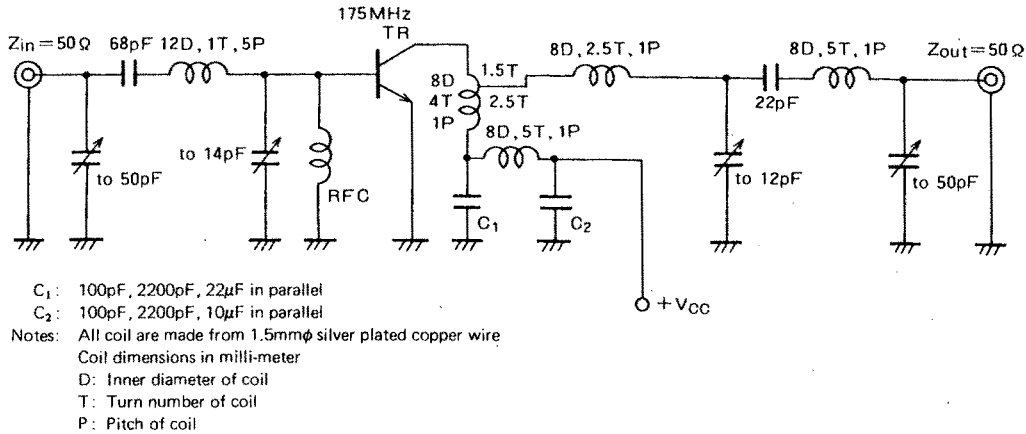 175MHz
TR
Zin=50Ω
68pF 12D, 1T, 5P
8D, 2.5T, 1P
8D, 5T, 1P
Zout=50Ω
1.5T
8D
4T
1P
2.5T
22pF
8D, 5T, 1P
to 50pF
to 14pF
RFC
C₁
C₂
to 12pF
to 50pF
+VCC
C₁: 100pF, 2200pF, 22μF in parallel
C₂: 100pF, 2200pF, 10μF in parallel
Notes: All coil are made from 1.5mmϕ silver plated copper wire
Coil dimensions in milli-meter
D: Inner diameter of coil
T: Turn number of coil
P: Pitch of coil